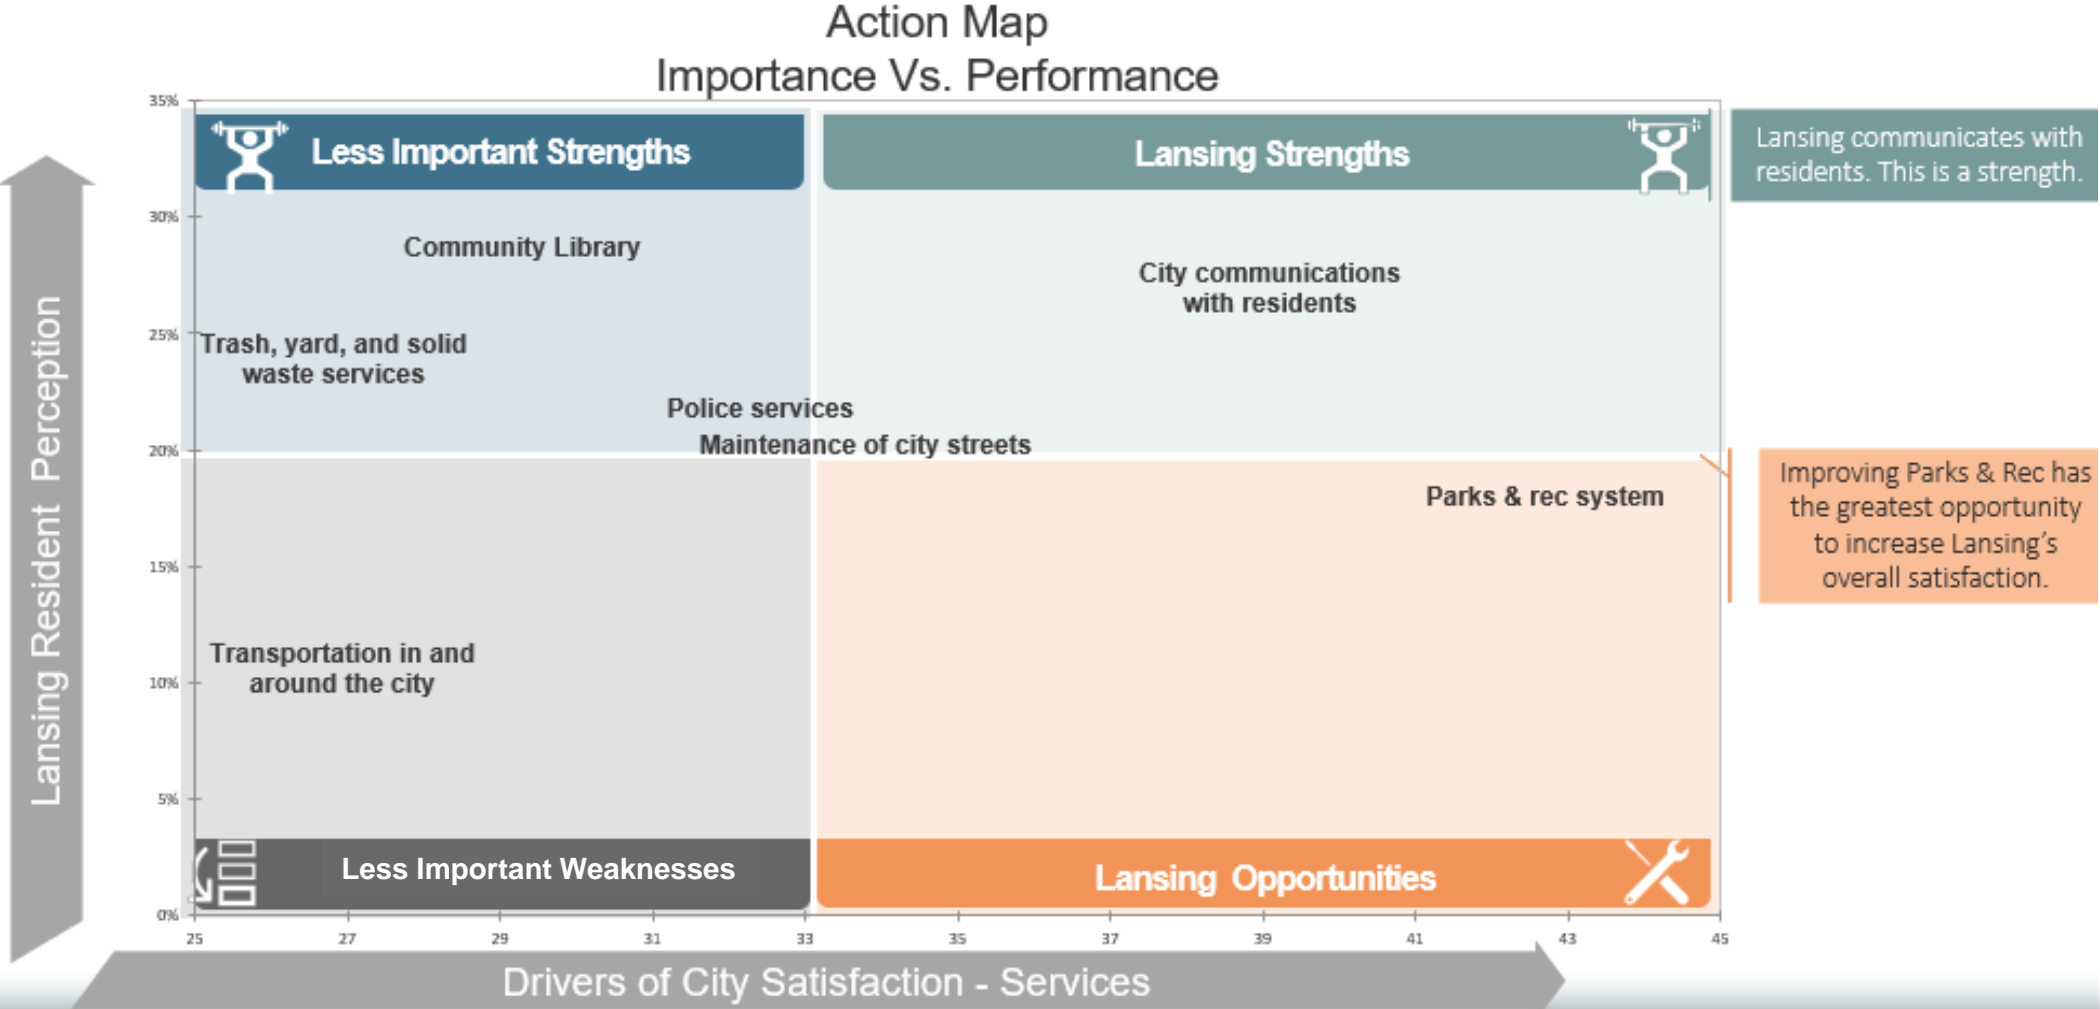 Action Map
Importance Vs. Performance
Lansing Resident Perception
35%
30%
25%
20%
15%
10%
5%
0%
Less Important Strengths
Lansing Strengths
Community Library
City communications
with residents
Trash, yard, and solid
waste services
Police services
Maintenance of city streets
Parks & rec system
Transportation in and
around the city
Less Important Weaknesses
Lansing Opportunities
25
27
29
31
33
35
37
39
41
43
45
Drivers of City Satisfaction - Services
Lansing communicates with
residents. This is a strength.
Improving Parks & Rec has
the greatest opportunity
to increase Lansing’s
overall satisfaction.